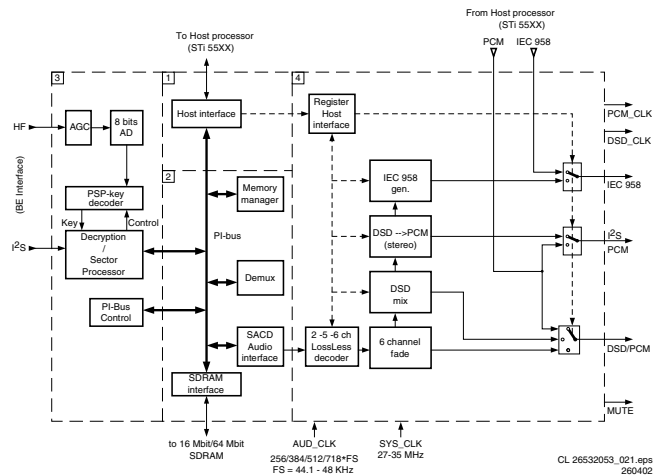 To Host processor
(STi 55XX)
From Host processor
(STi 55XX)
PCM IEC 958
3
1
4
Host interface
Register
Host
interface
HF
AGC
8 bits
AD
PCM_CLK
DSD_CLK
(BE Interface)
2
PSP-key
decoder
Key
Control
Memory
manager
IEC 958
gen.
IEC 958
PI-bus
I2S
Decryption
/
Sector
Processor
DSD -->PCM
(stereo)
I2S
PCM
Demux
DSD
mix
PI-Bus
Control
SACD
Audio
interface
2 -5 -6 ch
LossLess
decoder
6 channel
fade
DSD/PCM
SDRAM
interface
MUTE
to 16 Mbit/64 Mbit
SDRAM
AUD_CLK
256/384/512/718*FS
FS = 44.1 - 48 KHz
SYS_CLK
27-35 MHz
CL 26532053_021.eps
260402